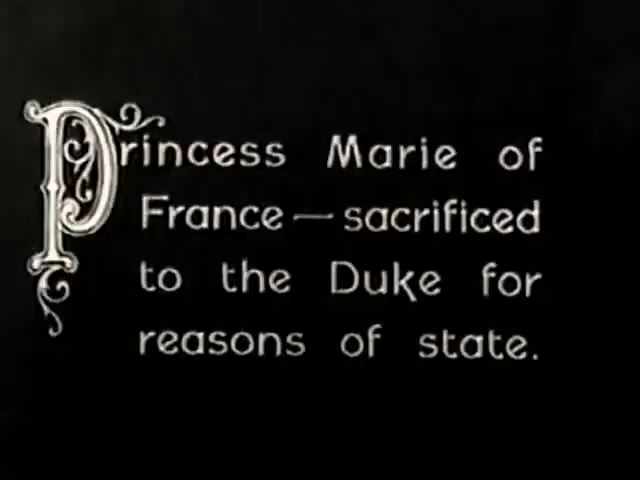 Princess Marie of
France — sacrificed
to the Duke for
reasons of state.